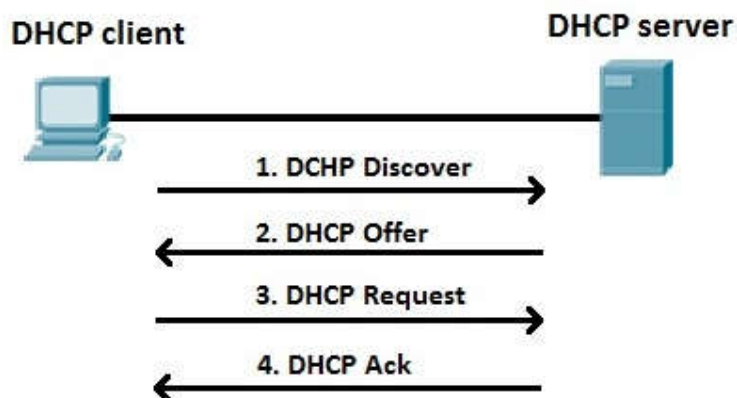 DHCP client
DHCP server
1. DCHP Discover
2. DHCP Offer
3. DHCP Request
4. DHCP Ack